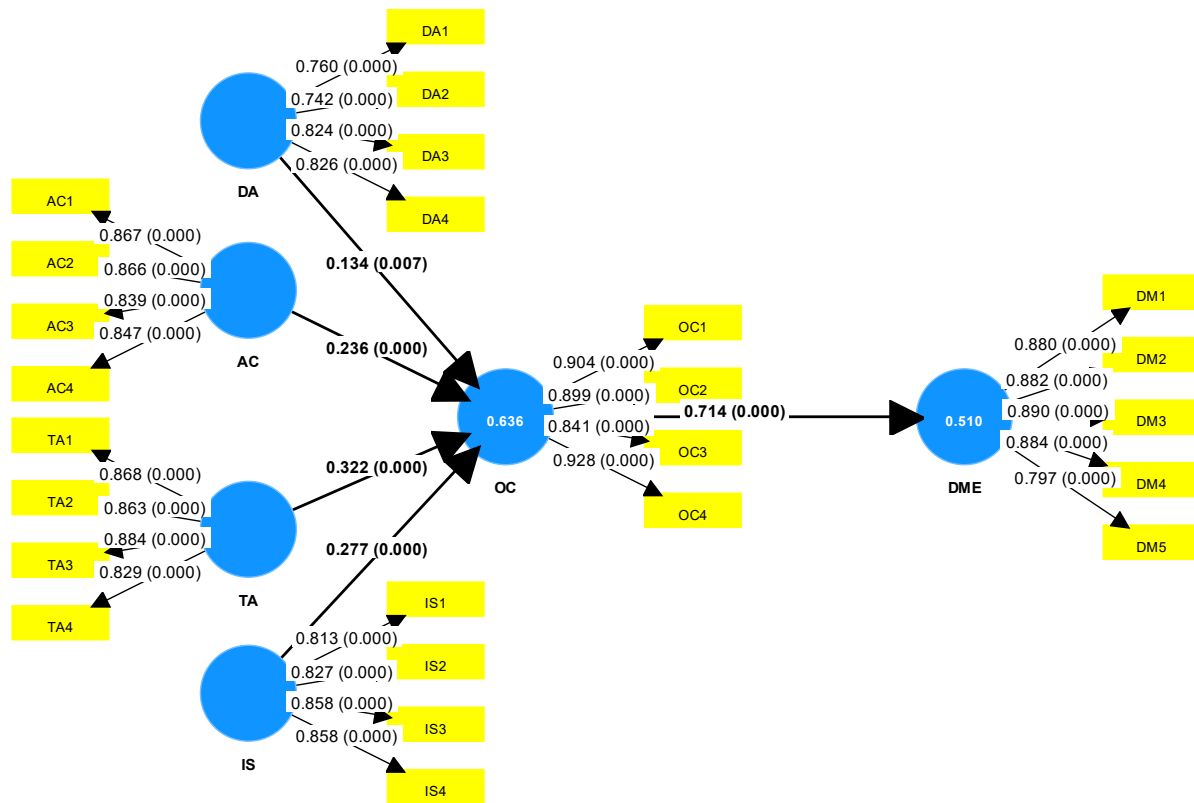 DA1
0.760 (0.000)
DA2
0.742 (0.000)
0.824 (0.000)
DA3
0.826 (0.000)
DA4
DA
AC1
0.867 (0.000)
AC2
0.866 (0.000)
0.839 (0.000)
AC3
0.847 (0.000)
AC4
AC
0.134 (0.007)
0.236 (0.000)
TA1
0.868 (0.000)
TA2
0.863 (0.000)
0.884 (0.000)
TA3
0.829 (0.000)
TA4
TA
0.322 (0.000)
0.277 (0.000)
IS1
0.813 (0.000)
IS2
0.827 (0.000)
0.858 (0.000)
IS3
0.858 (0.000)
IS4
IS
OC1
0.904 (0.000)
OC2
0.899 (0.000)
0.636
0.841 (0.000)
OC3
0.928 (0.000)
OC4
OC
0.714 (0.000)
DM1
0.880 (0.000)
DM2
0.882 (0.000)
0.510
0.890 (0.000)
DM3
0.884 (0.000)
DM4
0.797 (0.000)
DM5
DME